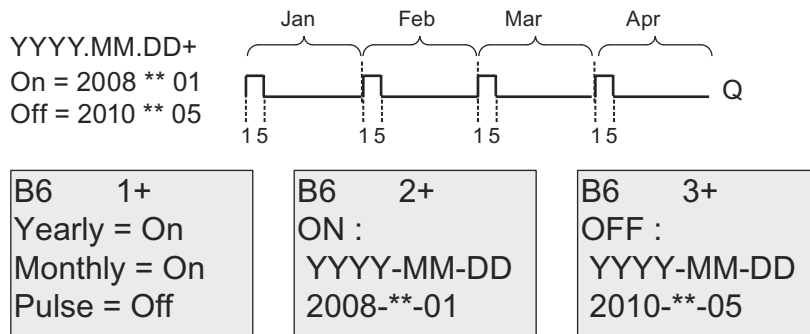 Jan Feb Mar Apr
YYYY.MM.DD+
On = 2008 ** 01
Off = 2010 ** 05
Q
1 5 1 5 1 5 1 5
B6 1+
Yearly = On
Monthly = On
Pulse = Off
B6 2+
ON :
YYYY-MM-DD
2008-**-01
B6 3+
OFF :
YYYY-MM-DD
2010-**-05